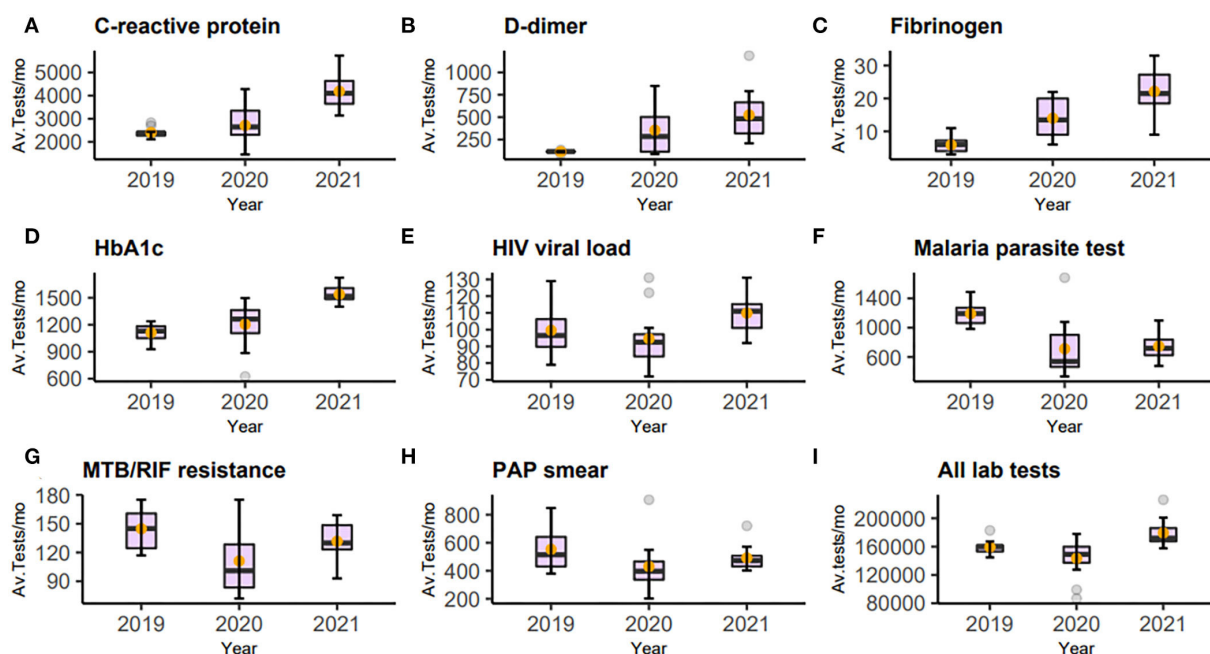 A C-reactive protein
Av.Tests/mo
5000
4000
3000
2000
2019 2020 2021
Year
B D-dimer
Av.Tests/mo
1000
750
500
250
2019 2020 2021
Year
C Fibrinogen
Av.Tests/mo
30
20
10
2019 2020 2021
Year
D HbA1c
Av.Tests/mo
1500
1200
900
600
2019 2020 2021
Year
E HIV viral load
Av.Tests/mo
130
120
110
100
90
80
70
2019 2020 2021
Year
F Malaria parasite test
Av.Tests/mo
1400
1000
600
2019 2020 2021
Year
G MTB/RIF resistance
Av.Tests/mo
180
150
120
90
2019 2020 2021
Year
H PAP smear
Av.Tests/mo
800
600
400
200
2019 2020 2021
Year
I All lab tests
Av.tests/mo
200000
160000
120000
80000
2019 2020 2021
Year